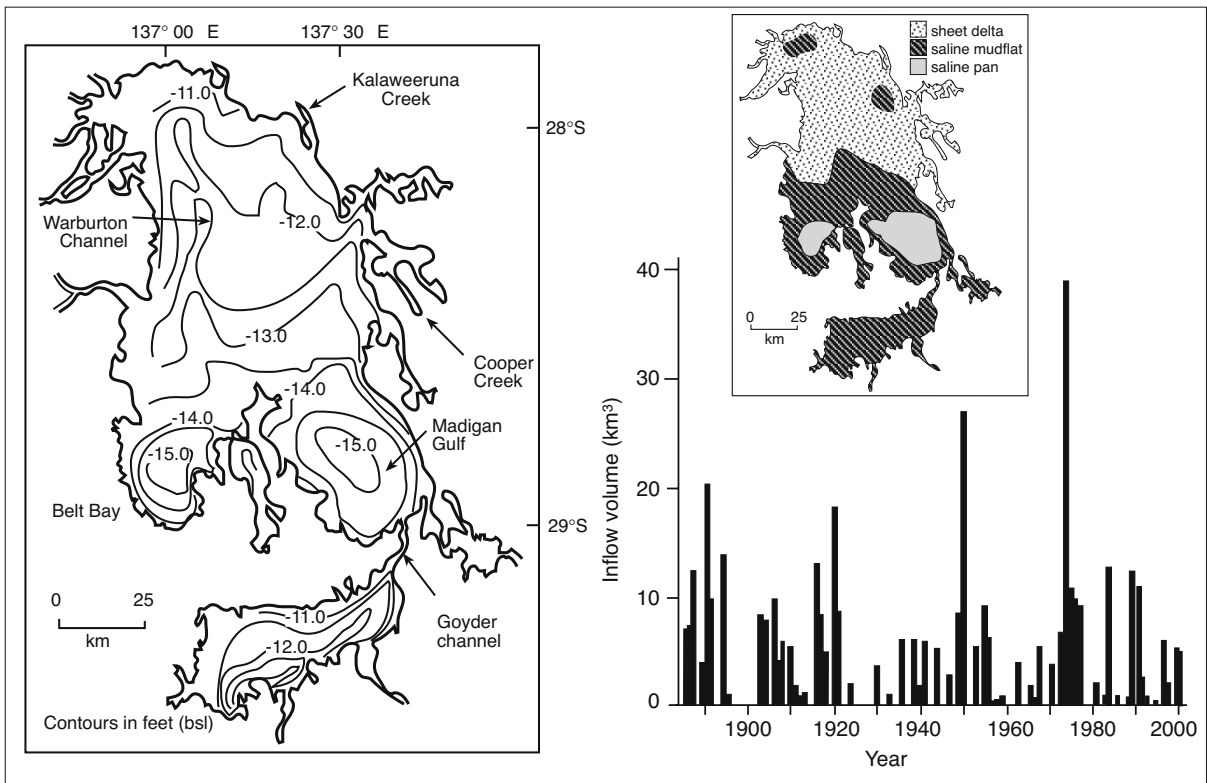 137° 00 E
137° 30 E
Kalaweeruna
Creek
-11.0
28°S
Warburton
Channel
-12.0
-13.0
Cooper
Creek
-14.0
-14.0
Madigan
Gulf
-15.0
-15.0
Belt Bay
29°S
0 25
km
-11.0
-12.0
Goyder
channel
Contours in feet (bsl)
sheet delta
saline mudflat
saline pan
0 25
km
Inflow volume (km³)
40
30
20
10
0
1900 1920 1940 1960 1980 2000
Year